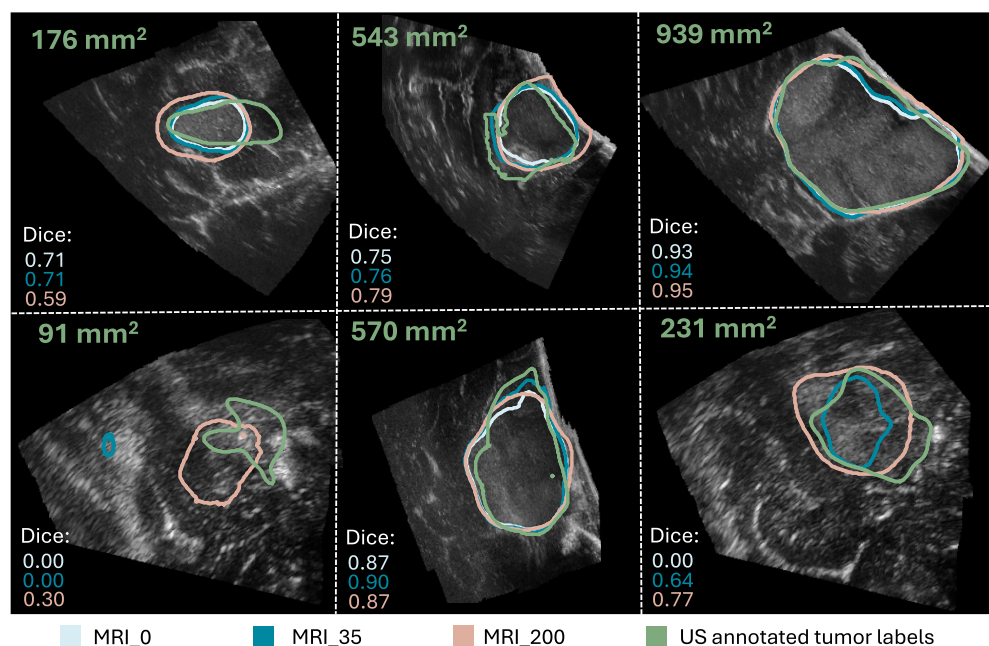 176 mm²
543 mm²
939 mm²
Dice:
0.71
0.71
0.59
Dice:
0.75
0.76
0.79
Dice:
0.93
0.94
0.95
91 mm²
570 mm²
231 mm²
Dice:
0.00
0.00
0.30
Dice:
0.87
0.90
0.87
Dice:
0.00
0.64
0.77
MRI_0 MRI_35 MRI_200 US annotated tumor labels